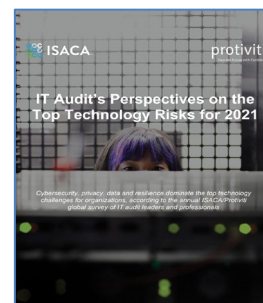 ISACA
protiviti
IT Audit's Perspectives on the
Top Technology Risks for 2021
Cybersecurity, privacy, data and resilience dominate the top technology
challenges for organizations, according to the annual ISACA/Protiviti
global survey of IT audit leaders and professionals